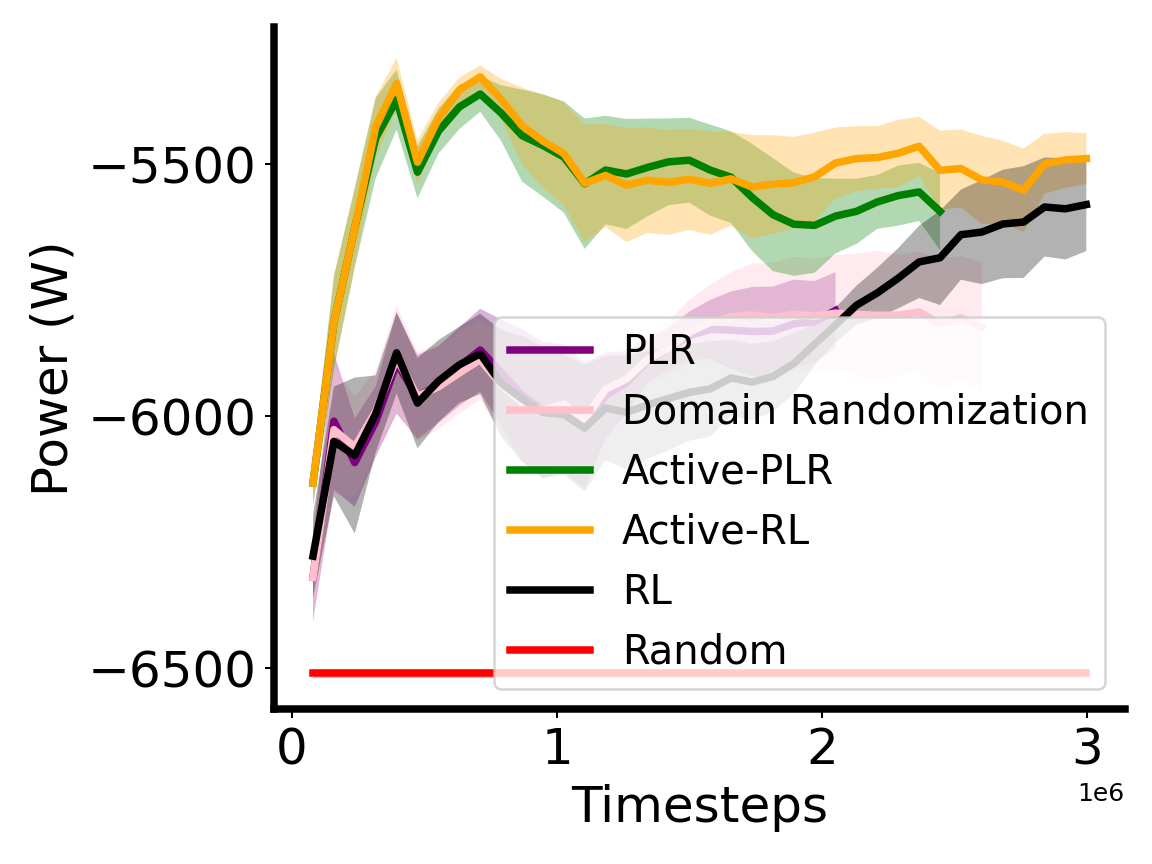 −5500
−6000
−6500
Power (W)
PLR
Domain Randomization
Active-PLR
Active-RL
RL
Random
0
1
2
3
1e6
Timesteps